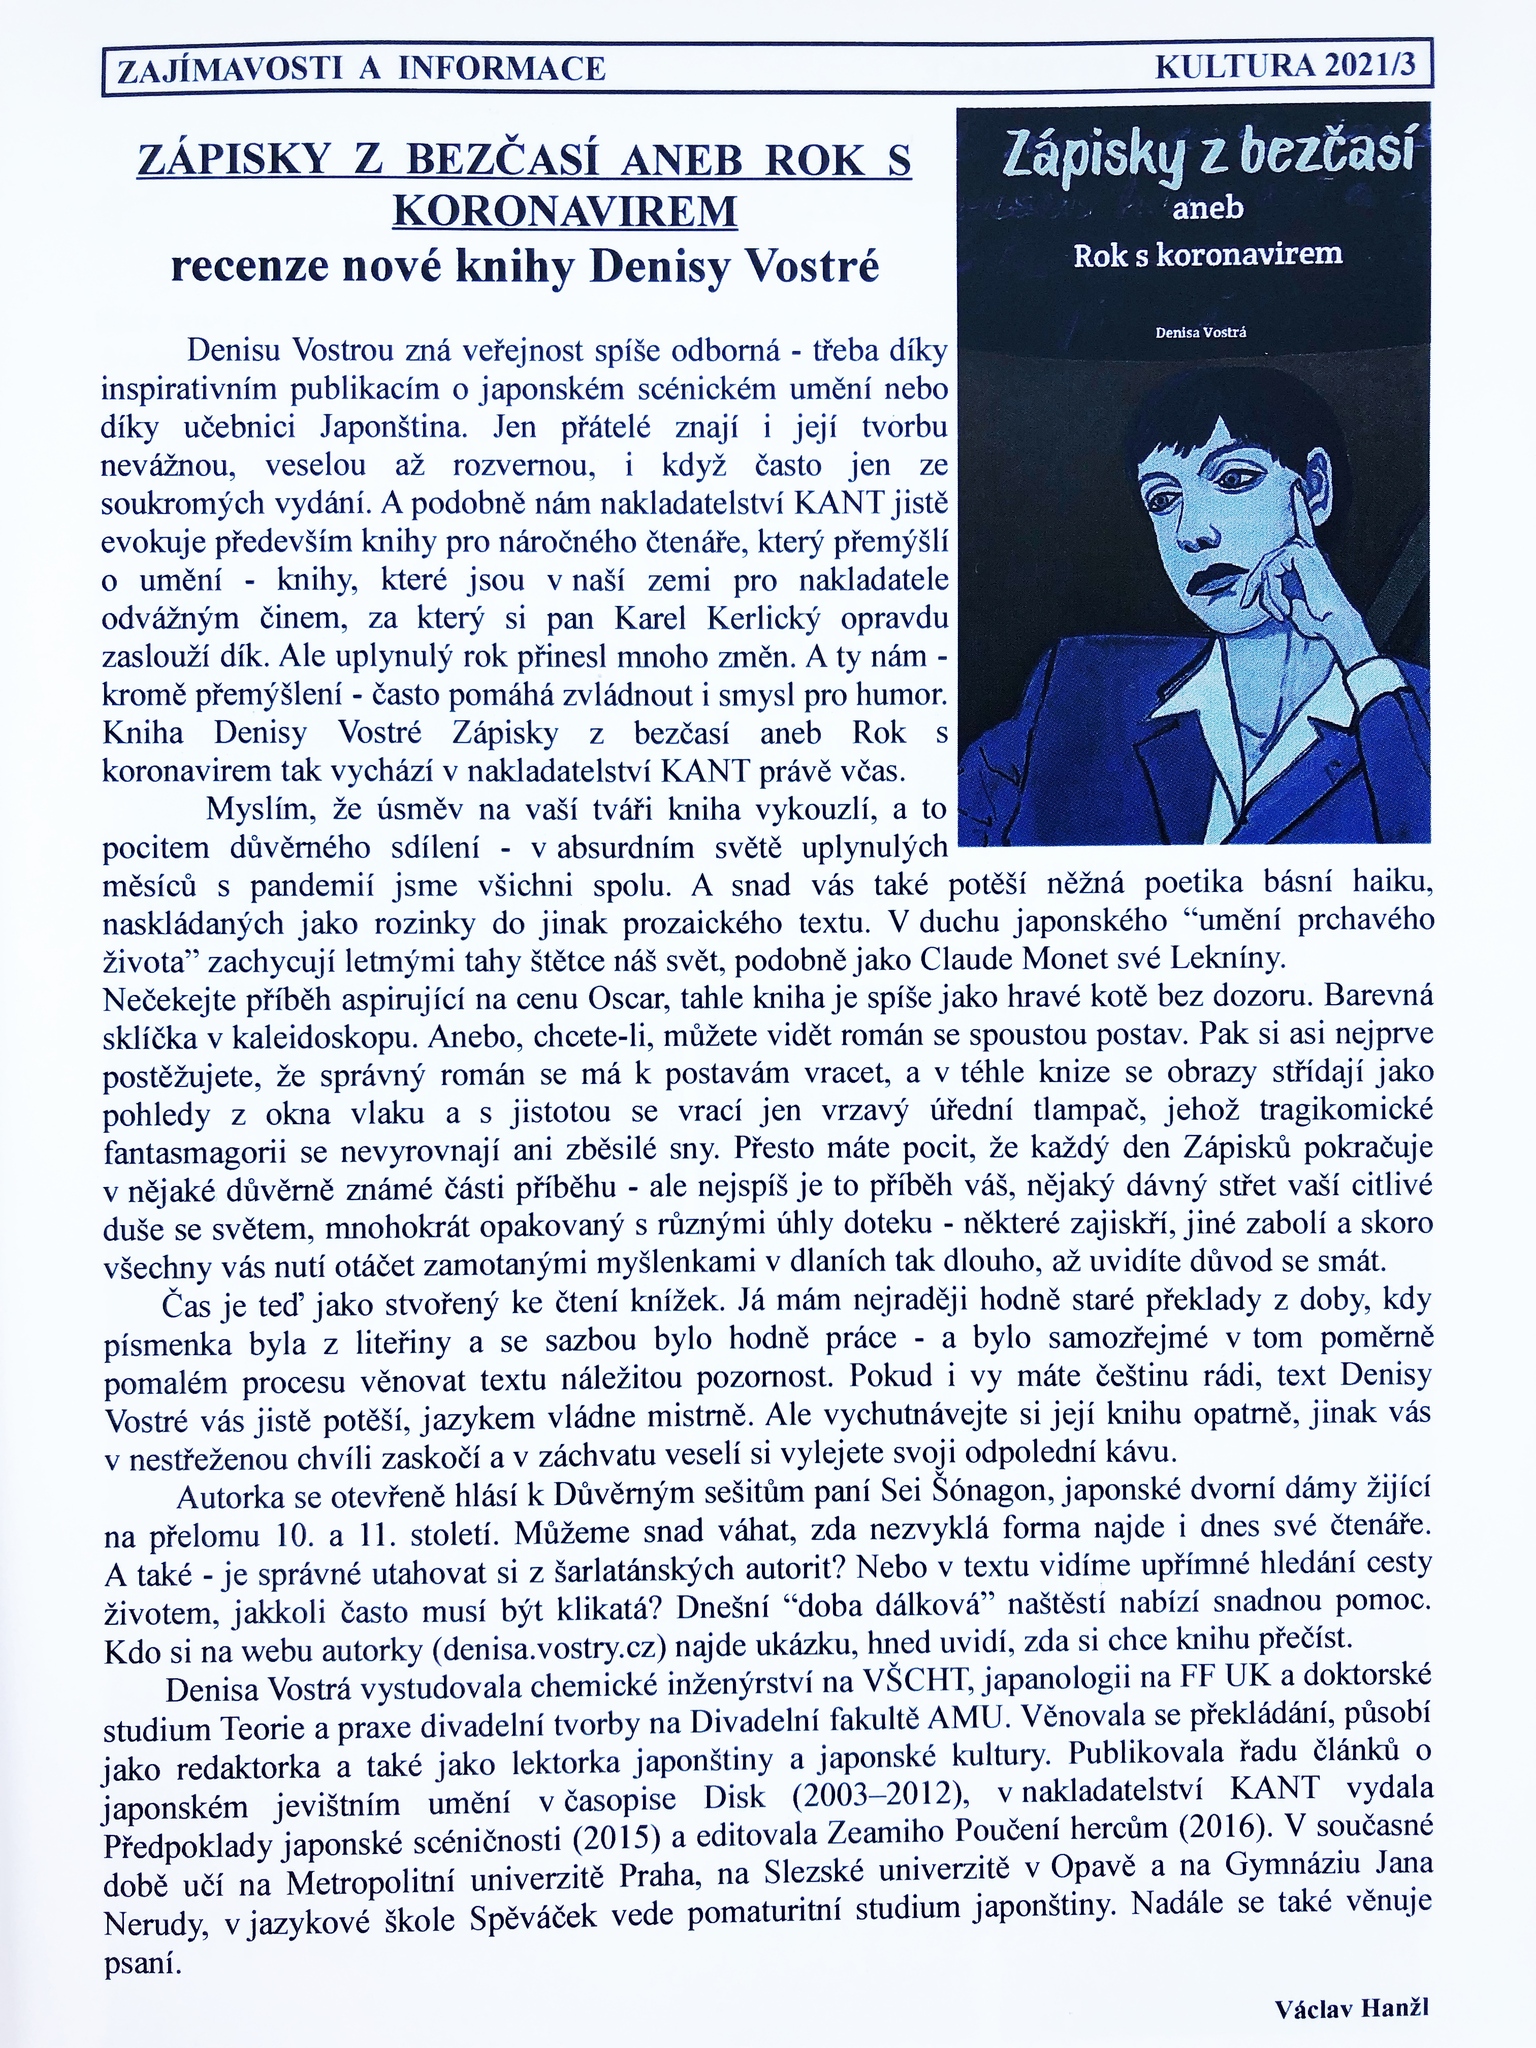 ZAJÍMAVOSTI A INFORMACE
KULTURA 2021/3
ZÁPISKY Z BEZČASÍ ANEB ROK S
KORONAVIREM
recenze nové knihy Denisy Vostré
Zápisky z bezčasí
aneb
Rok s koronavirem
Denisa Vostrá
Denisu Vostrou zná veřejnost spíše odborná - třeba díky
inspirativním publikacím o japonském scénickém umění nebo
díky učebnici Japonština. Jen přátelé znají i její tvorbu
nevážnou, veselou až rozvernou, i když často jen ze
soukromých vydání. A podobně nám nakladatelství KANT jistě
evokuje především knihy pro náročného čtenáře, který přemýšlí
o umění - knihy, které jsou v naší zemi pro nakladatele
odvážným činem, za který si pan Karel Kerlický opravdu
zaslouží dík. Ale uplynulý rok přinesl mnoho změn. A ty nám -
kromě přemýšlení - často pomáhá zvládnout i smysl pro humor.
Kniha Denisy Vostré Zápisky z bezčasí aneb Rok s
koronavirem tak vychází v nakladatelství KANT právě včas.
Myslím, že úsměv na vaší tváři kniha vykouzlí, a to
pocitem důvěrného sdílení - v absurdním světě uplynulých
měsíců s pandemií jsme všichni spolu. A snad vás také potěší něžná poetika básní haiku,
naskládaných jako rozinky do jinak prozaického textu. V duchu japonského “umění prchavého
života” zachycují letmými tahy štětce náš svět, podobně jako Claude Monet své Lekníny.
Nečekejte příběh aspirující na cenu Oscar, tahle kniha je spíše jako hravé kotě bez dozoru. Barevná
sklíčka v kaleidoskopu. Anebo, chcete-li, můžete vidět román se spoustou postav. Pak si asi nejprve
postěžujete, že správný román se má k postavám vracet, a v téhle knize se obrazy střídají jako
pohledy z okna vlaku a s jistotou se vrací jen vrzavý úřední tlampač, jehož tragikomické
fantasmagorii se nevyrovnají ani zběsilé sny. Přesto máte pocit, že každý den Zápisků pokračuje
v nějaké důvěrně známé části příběhu - ale nejspíš je to příběh váš, nějaký dávný střet vaší citlivé
duše se světem, mnohokrát opakovaný s různými úhly doteku - některé zajiskří, jiné zabolí a skoro
všechny vás nutí otáčet zamotanými myšlenkami v dlaních tak dlouho, až uvidíte důvod se smát.
Čas je teď jako stvořený ke čtení knížek. Já mám nejraději hodně staré překlady z doby, kdy
písmenka byla z liteřiny a se sazbou bylo hodně práce - a bylo samozřejmé v tom poměrně
pomalém procesu věnovat textu náležitou pozornost. Pokud i vy máte češtinu rádi, text Denisy
Vostré vás jistě potěší, jazykem vládne mistrně. Ale vychutnávejte si její knihu opatrně, jinak vás
v nestřeženou chvíli zaskočí a v záchvatu veselí si vylejete svoji odpolední kávu.
Autorka se otevřeně hlásí k Důvěrným sešitům paní Sei Šónagon, japonské dvorní dámy žijící
na přelomu 10. a 11. století. Můžeme snad váhat, zda nezvyklá forma najde i dnes své čtenáře.
A také - je správné utahovat si z šarlatánských autorit? Nebo v textu vidíme upřímné hledání cesty
životem, jakkoli často musí být klikatá? Dnešní “doba dálková” naštěstí nabízí snadnou pomoc.
Kdo si na webu autorky (denisa.vostry.cz) najde ukázku, hned uvidí, zda si chce knihu přečíst.
Denisa Vostrá vystudovala chemické inženýrství na VŠCHT, japanologii na FF UK a doktorské
studium Teorie a praxe divadelní tvorby na Divadelní fakultě AMU. Věnovala se překládání, působí
jako redaktorka a také jako lektorka japonštiny a japonské kultury. Publikovala řadu článků o
japonském jevištním umění v časopise Disk (2003–2012), v nakladatelství KANT vydala
Předpoklady japonské scéničnosti (2015) a editovala Zeamiho Poučení hercům (2016). V současné
době učí na Metropolitní univerzitě Praha, na Slezské univerzitě v Opavě a na Gymnáziu Jana
Nerudy, v jazykové škole Spěváček vede pomaturitní studium japonštiny. Nadále se také věnuje
psaní.
Václav Hanžl